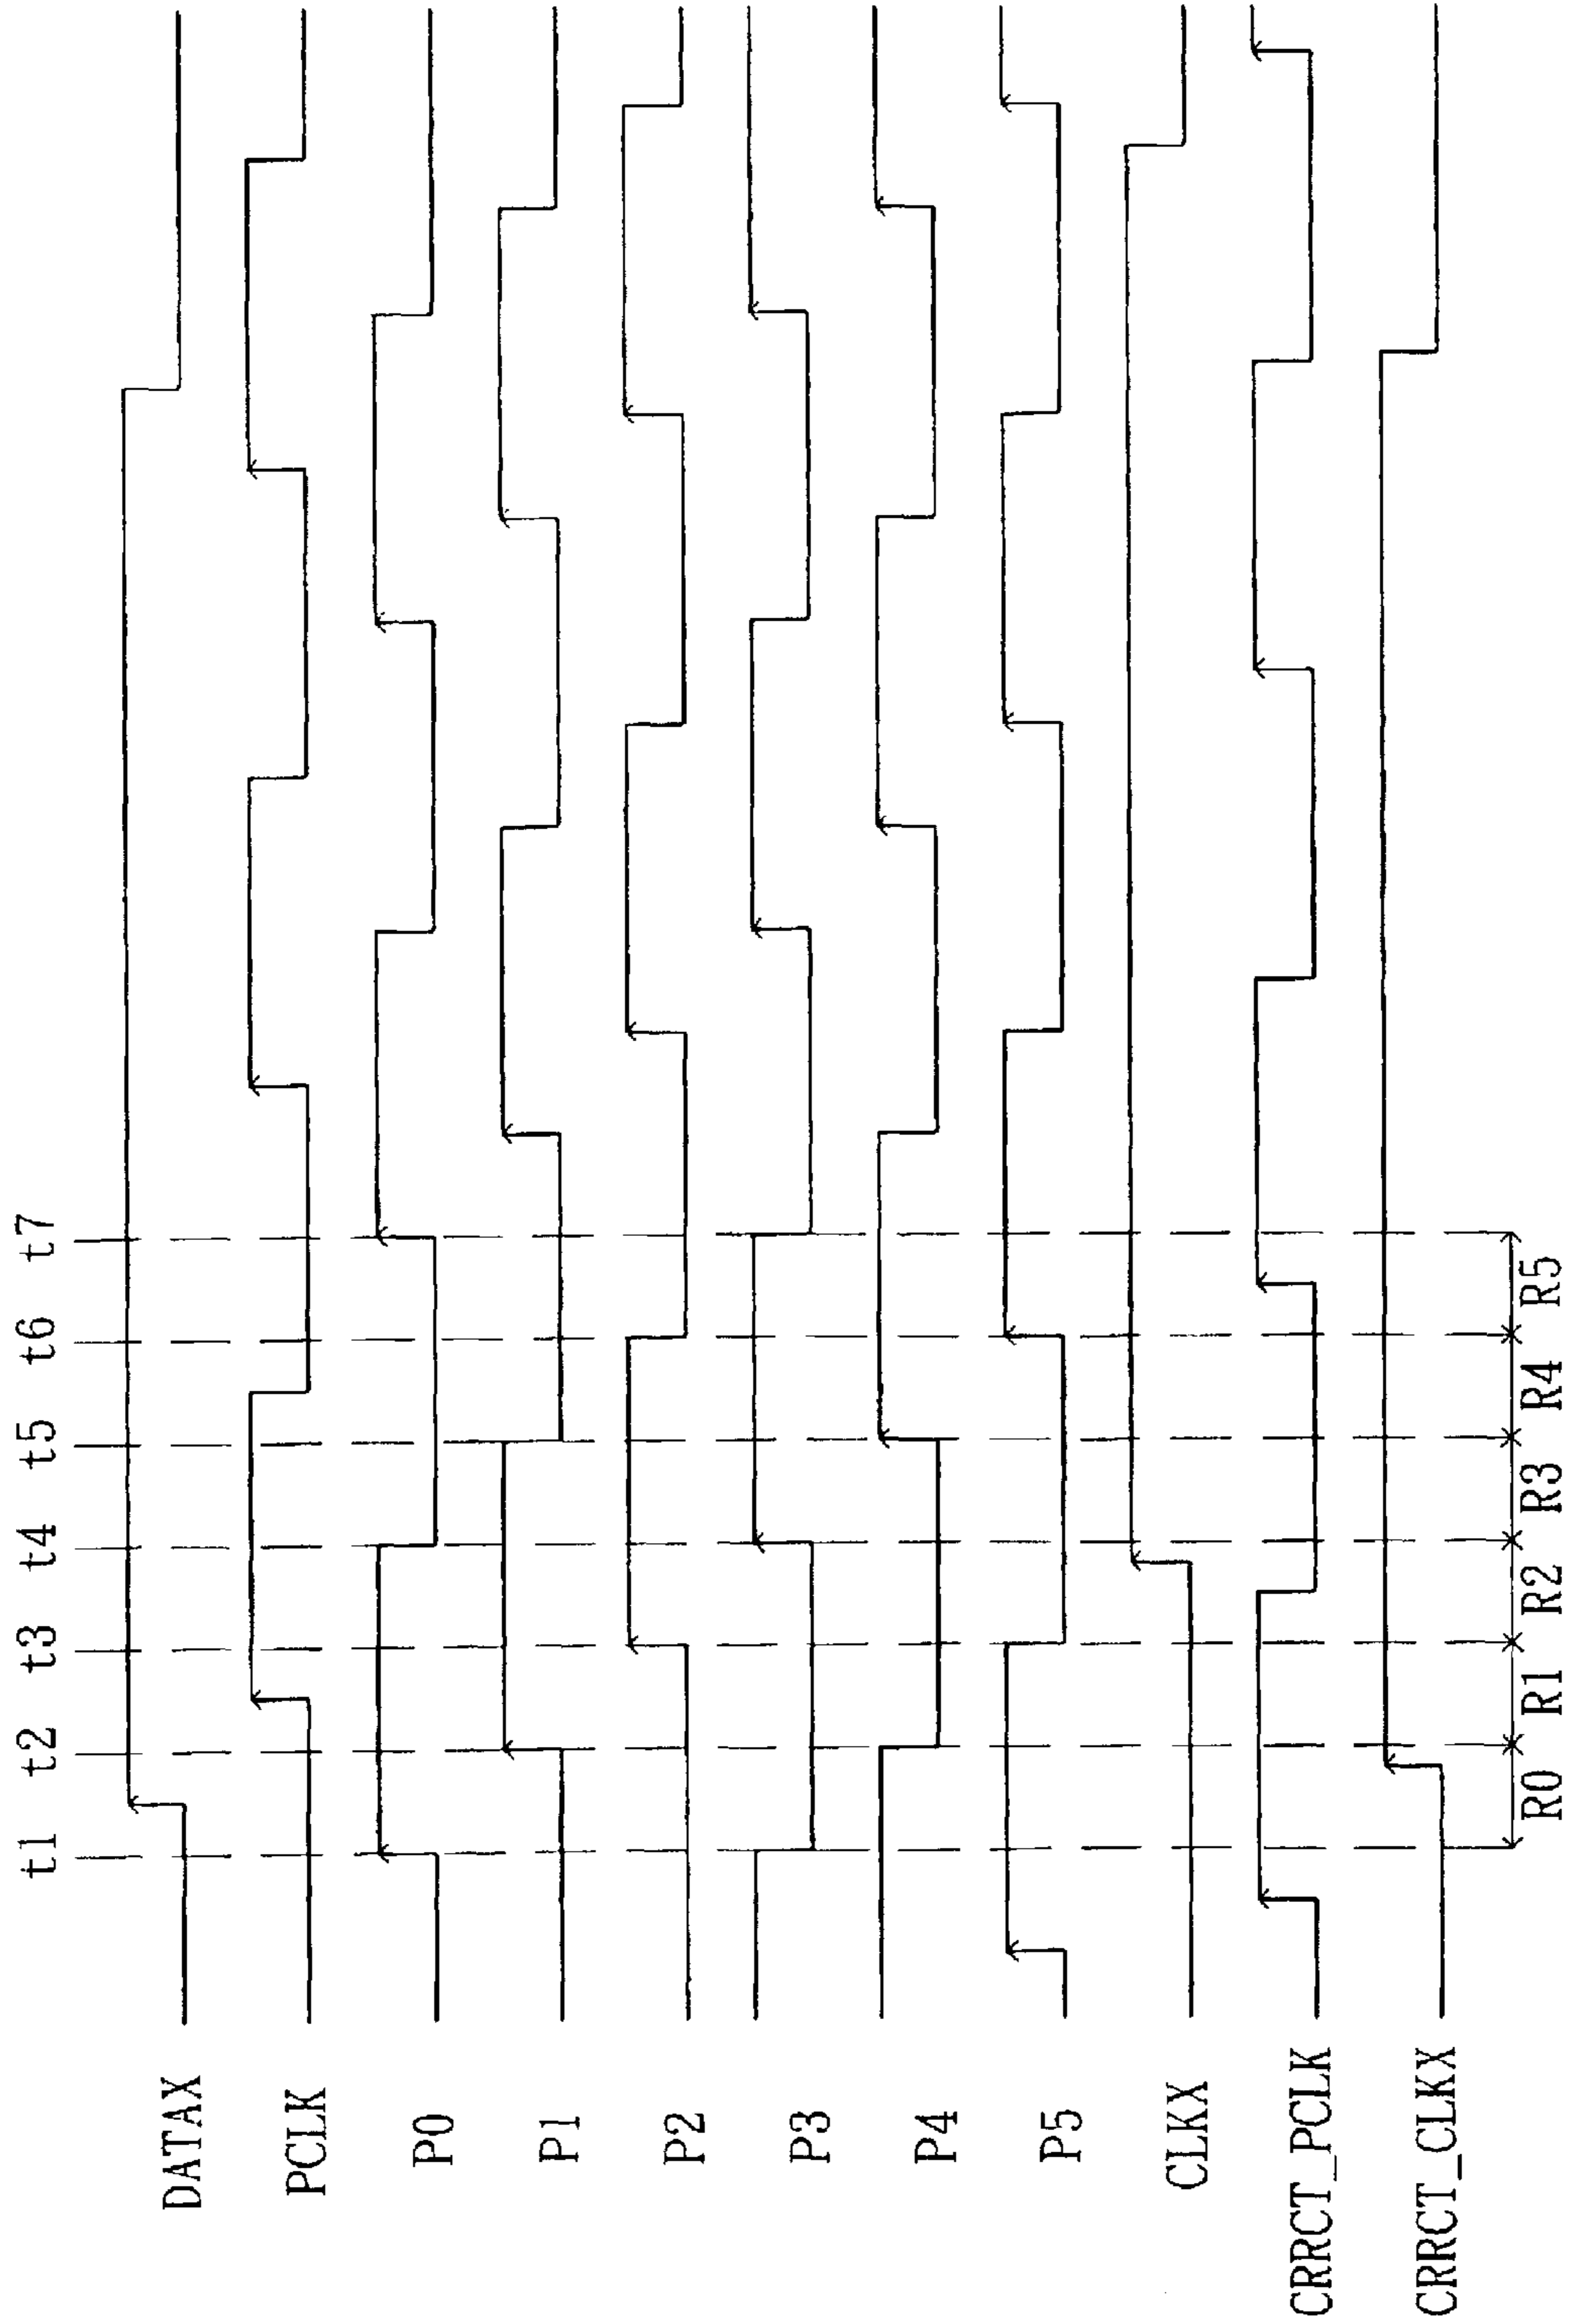 t1 t2 t3 t4 t5 t6 t7
DATAX
PCLK
P0
P1
P2
P3
P4
P5
CLKX
CRRCT_PCLK
CRRCT_CLKX
R0 R1 R2 R3 R4 R5